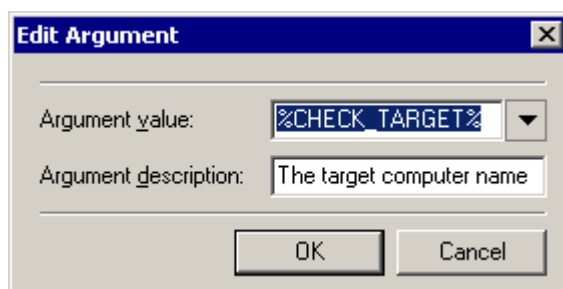 Edit Argument
Argument value: %CHECK_TARGET%
Argument description: The target computer name
OK Cancel